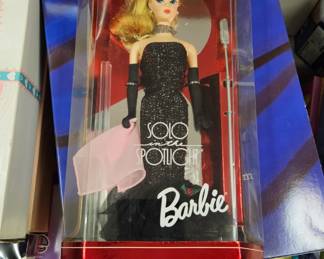 SOLO
in the
SPOTLIGHT
Barbie